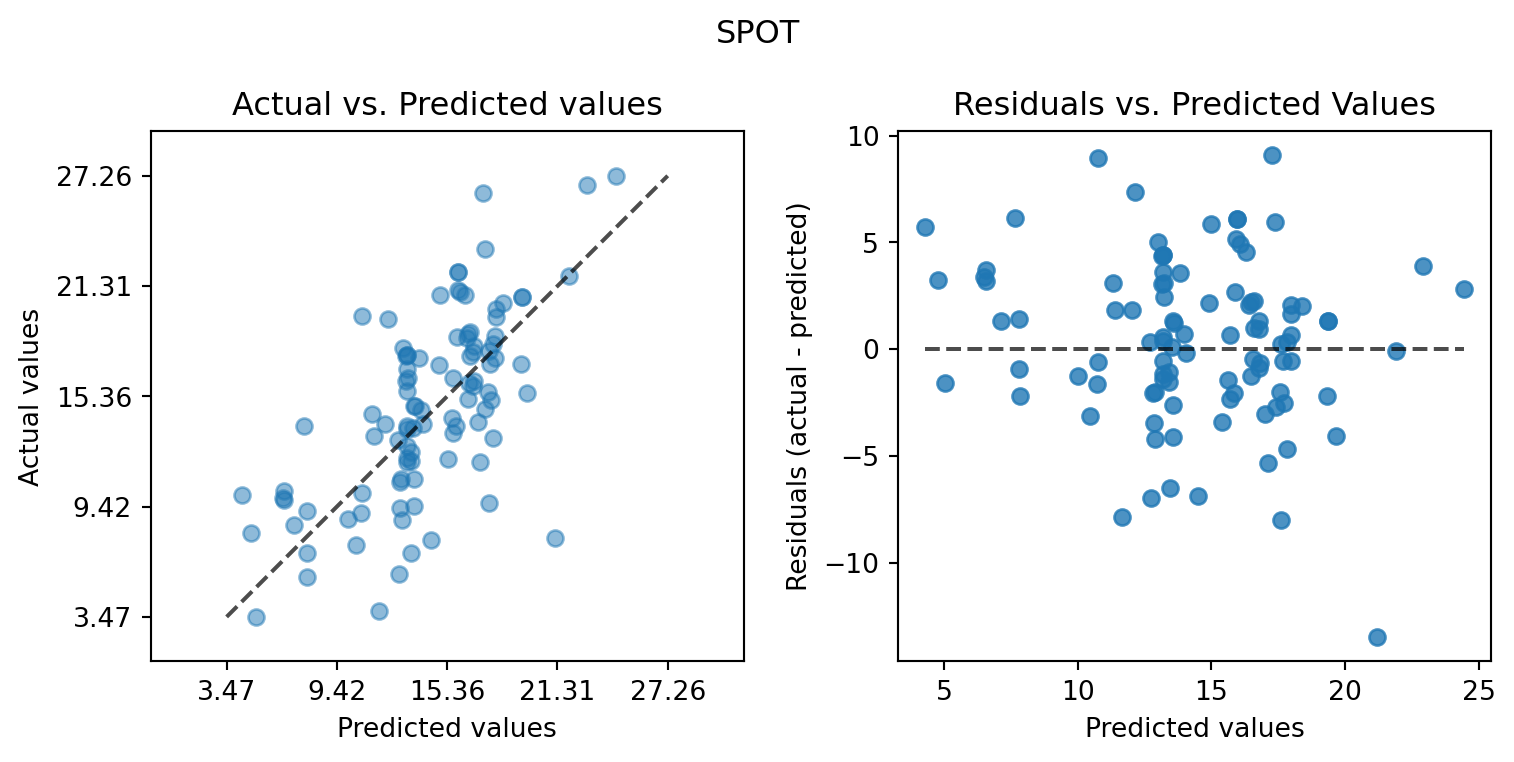 SPOT
Actual vs. Predicted values
Actual values
27.26
21.31
15.36
9.42
3.47
3.47 9.42 15.36 21.31 27.26
Predicted values
Residuals vs. Predicted Values
Residuals (actual - predicted)
10
5
0
−5
−10
5 10 15 20 25
Predicted values